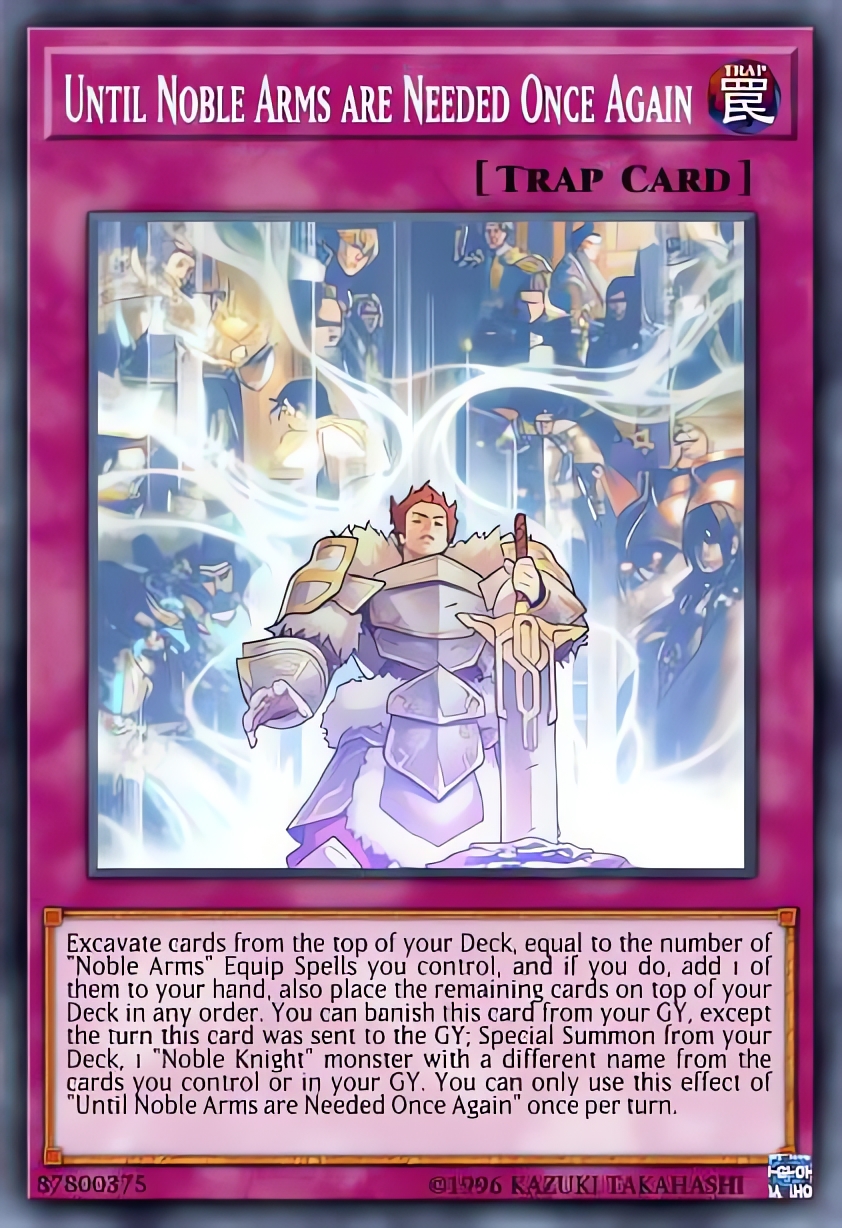 UNTIL NOBLE ARMS ARE NEEDED ONCE AGAIN
TRAP
罠
[TRAP CARD]
Excavate cards from the top of your Deck, equal to the number of
"Noble Arms" Equip Spells you control, and if you do, add 1 of
them to your hand, also place the remaining cards on top of your
Deck in any order. You can banish this card from your GY, except
the turn this card was sent to the GY; Special Summon from your
Deck, 1 "Noble Knight" monster with a different name from the
cards you control or in your GY. You can only use this effect of
"Until Noble Arms are Needed Once Again" once per turn.
87800375
©1996 KAZUKI TAKAHASHI